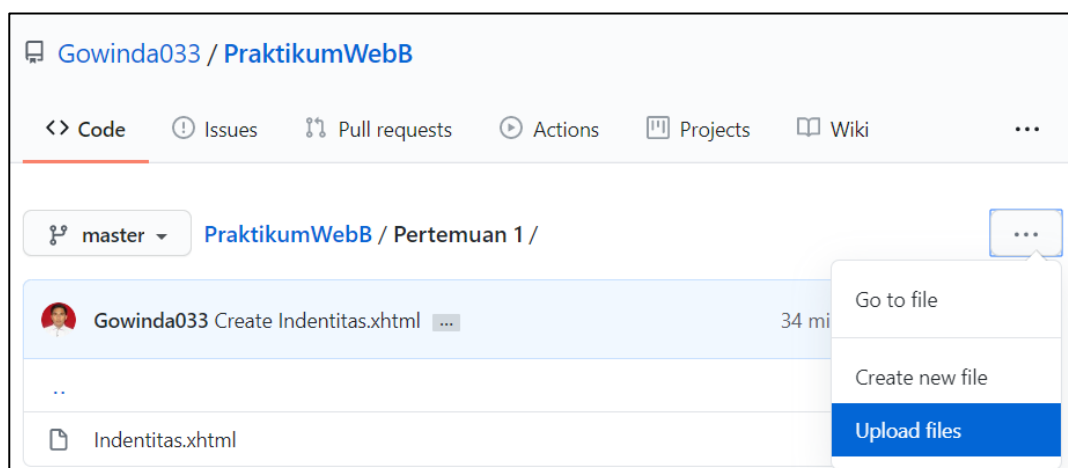 Gowinda033 / PraktikumWebB
<> Code Issues Pull requests Actions Projects Wiki ...
master PraktikumWebB / Pertemuan 1 / ...
Go to file
Gowinda033 Create Indentitas.xhtml ... 34 mi
Create new file
..
Upload files
Indentitas.xhtml